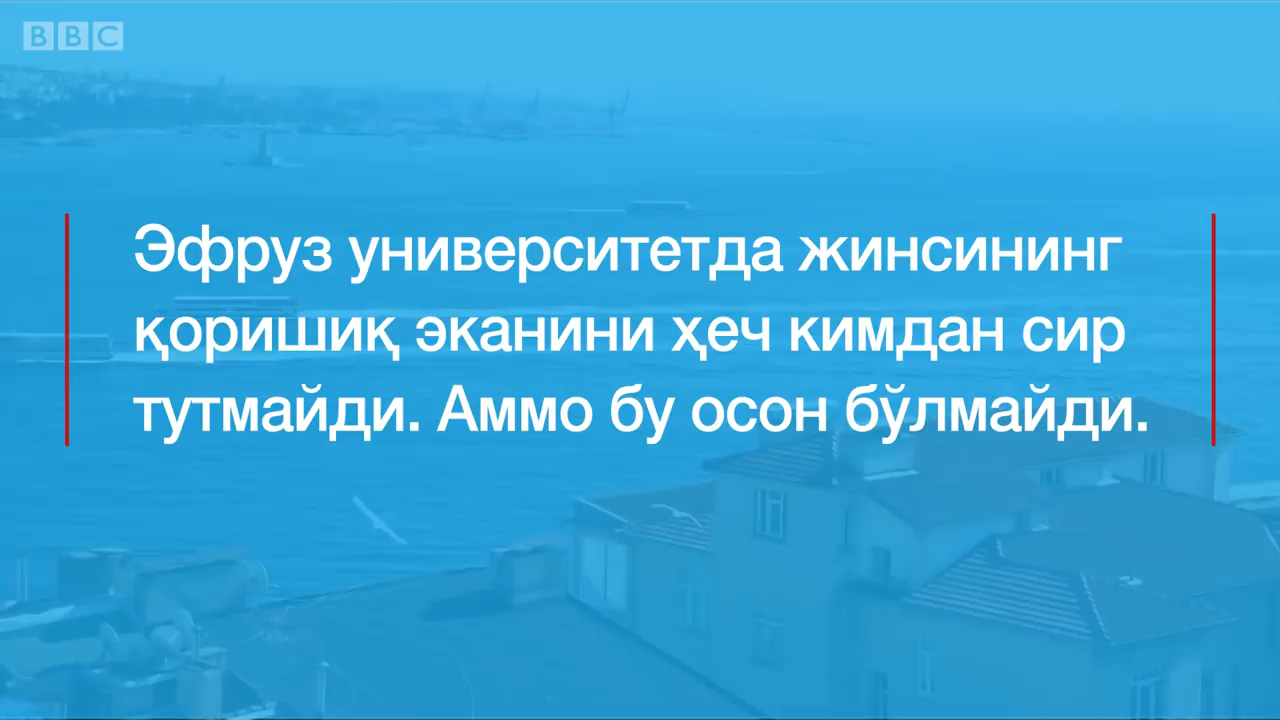 BBC
Эфруз университетда жинсининг
қоришиқ эканини ҳеч кимдан сир
тутмайди. Аммо бу осон бўлмайди.